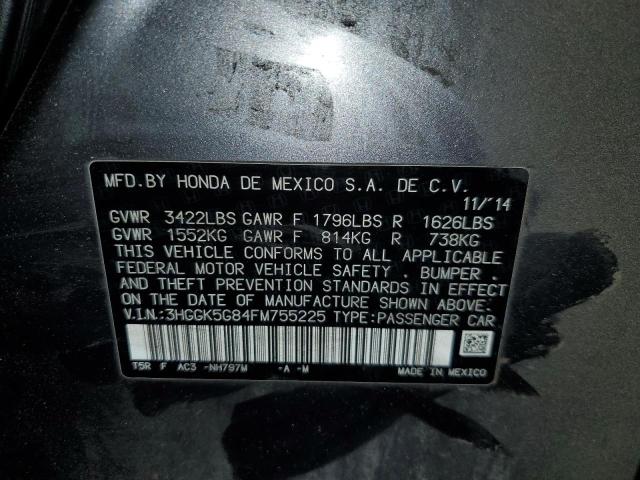 MFD.BY HONDA DE MEXICO S.A. DE C.V.
11/'14
GVWR 3422LBS GAWR F 1796LBS R 1626LBS
GVWR 1552KG GAWR F 814KG R 738KG
THIS VEHICLE CONFORMS TO ALL APPLICABLE
FEDERAL MOTOR VEHICLE SAFETY . BUMPER .
AND THEFT PREVENTION STANDARDS IN EFFECT
ON THE DATE OF MANUFACTURE SHOWN ABOVE.
V.I.N.:3HGGK5G84FM755225 TYPE:PASSENGER CAR
T5R F AC3 -NH797M -A -M MADE IN MEXICO